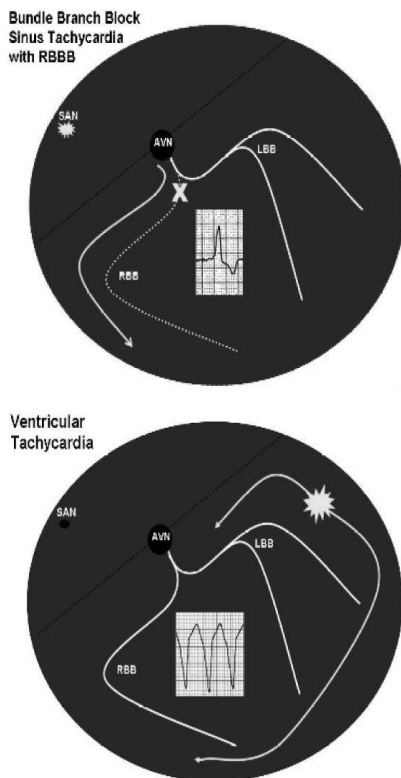 Bundle Branch Block
Sinus Tachycardia
with RBBB
SAN
AVN
LBB
X
RBB
Ventricular
Tachycardia
SAN
AVN
LBB
RBB